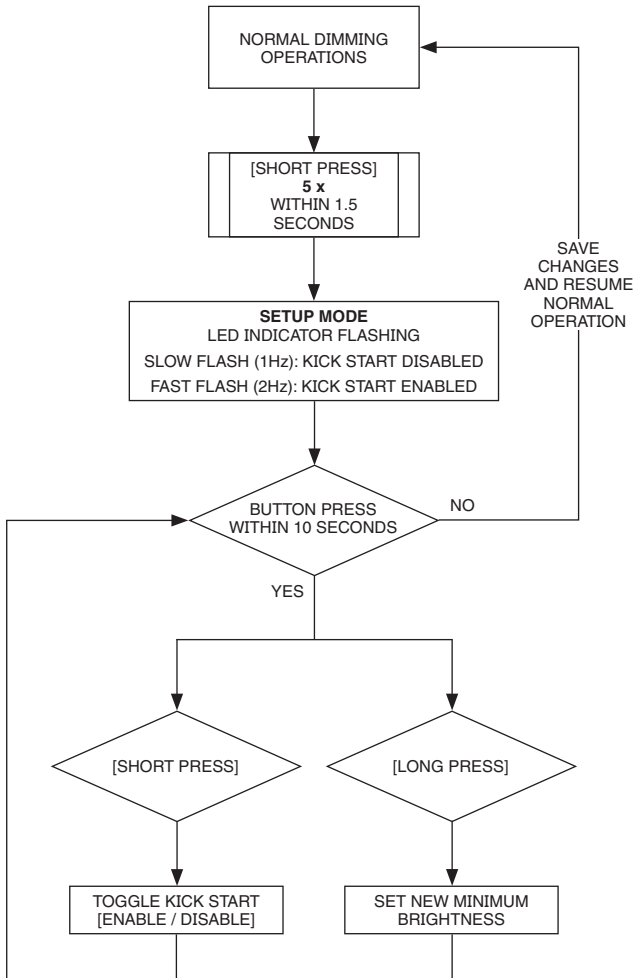 NORMAL DIMMING
OPERATIONS
[SHORT PRESS]
5 x
WITHIN 1.5
SECONDS
SAVE
CHANGES
AND RESUME
NORMAL
OPERATION
SETUP MODE
LED INDICATOR FLASHING
SLOW FLASH (1Hz): KICK START DISABLED
FAST FLASH (2Hz): KICK START ENABLED
BUTTON PRESS
WITHIN 10 SECONDS
NO
YES
[SHORT PRESS]
[LONG PRESS]
TOGGLE KICK START
[ENABLE / DISABLE]
SET NEW MINIMUM
BRIGHTNESS